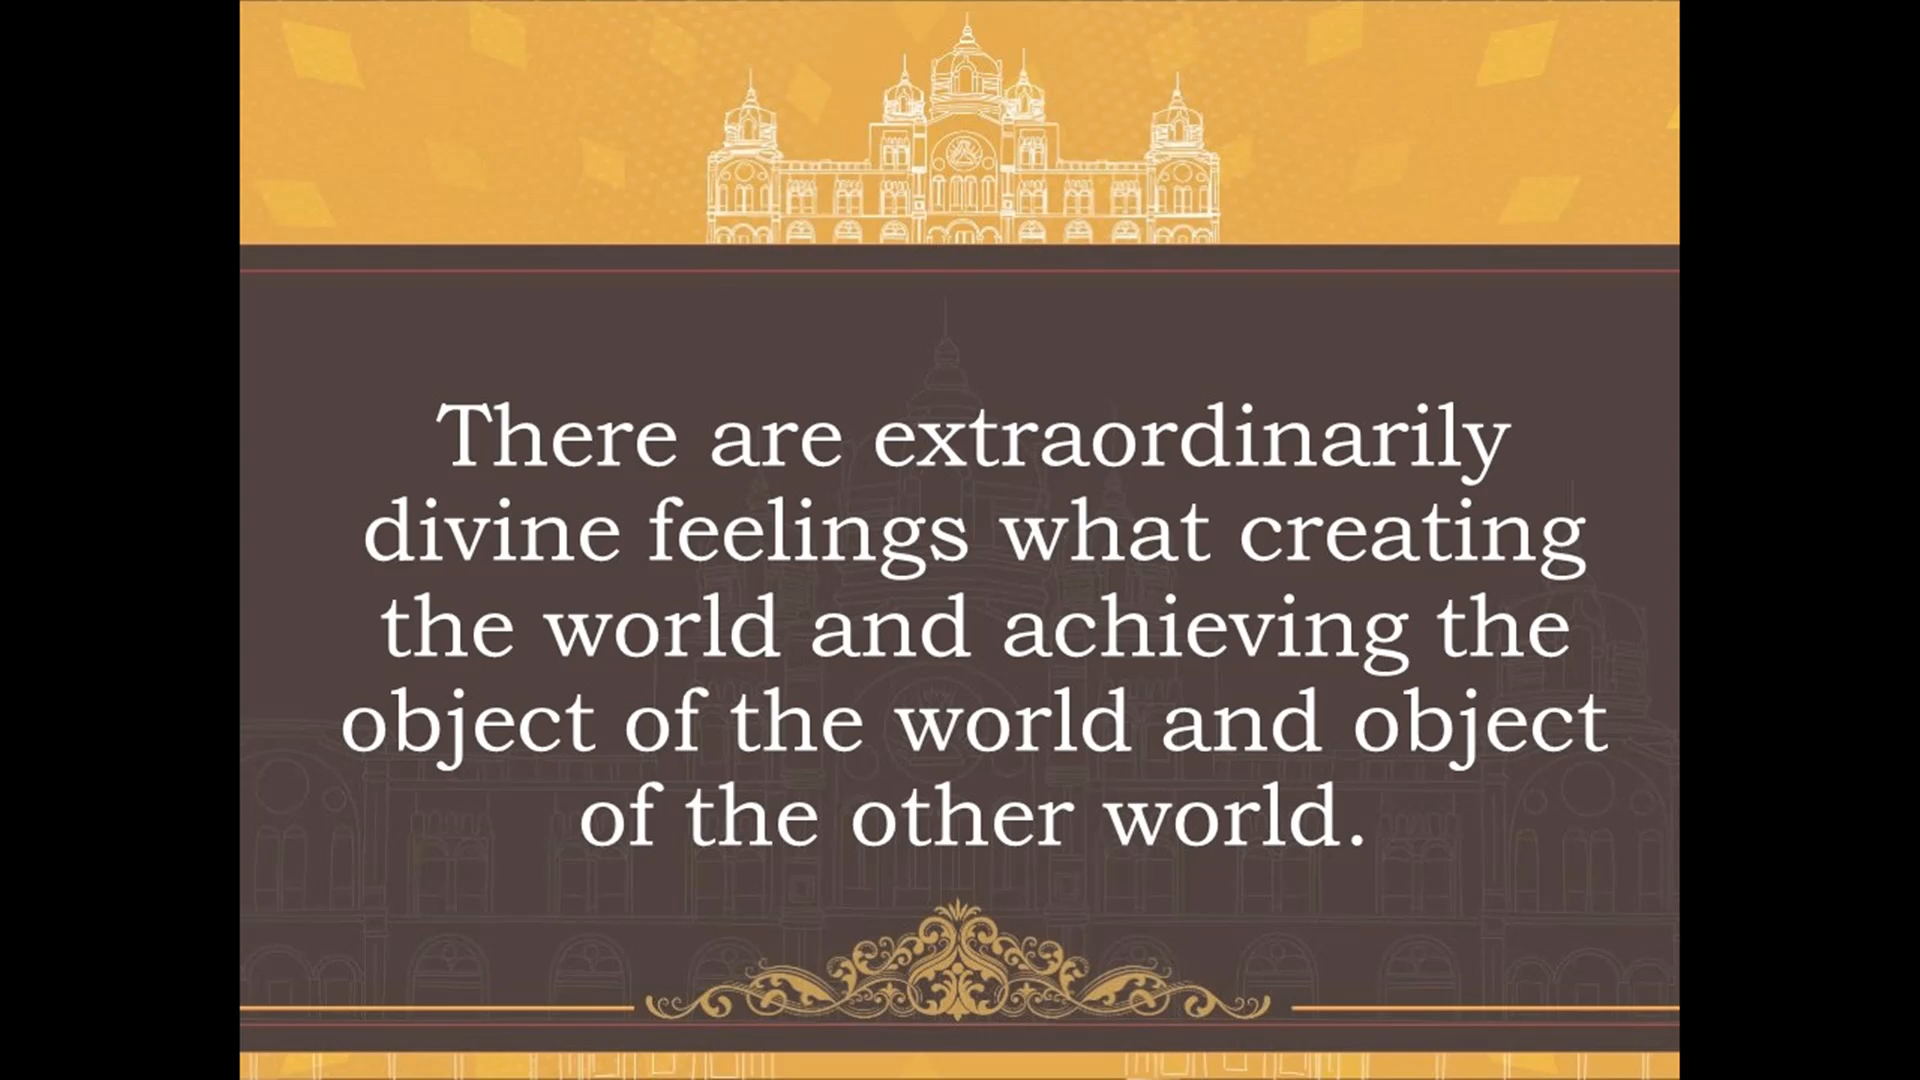 There are extraordinarily
divine feelings what creating
the world and achieving the
object of the world and object
of the other world.